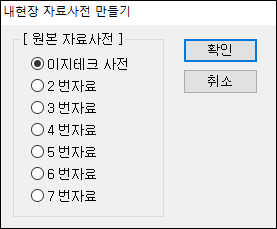 내현장 자료사전 만들기
[ 원본 자료사전 ]
이지테크 사전
2 번자료
3 번자료
4 번자료
5 번자료
6 번자료
7 번자료
확인
취소